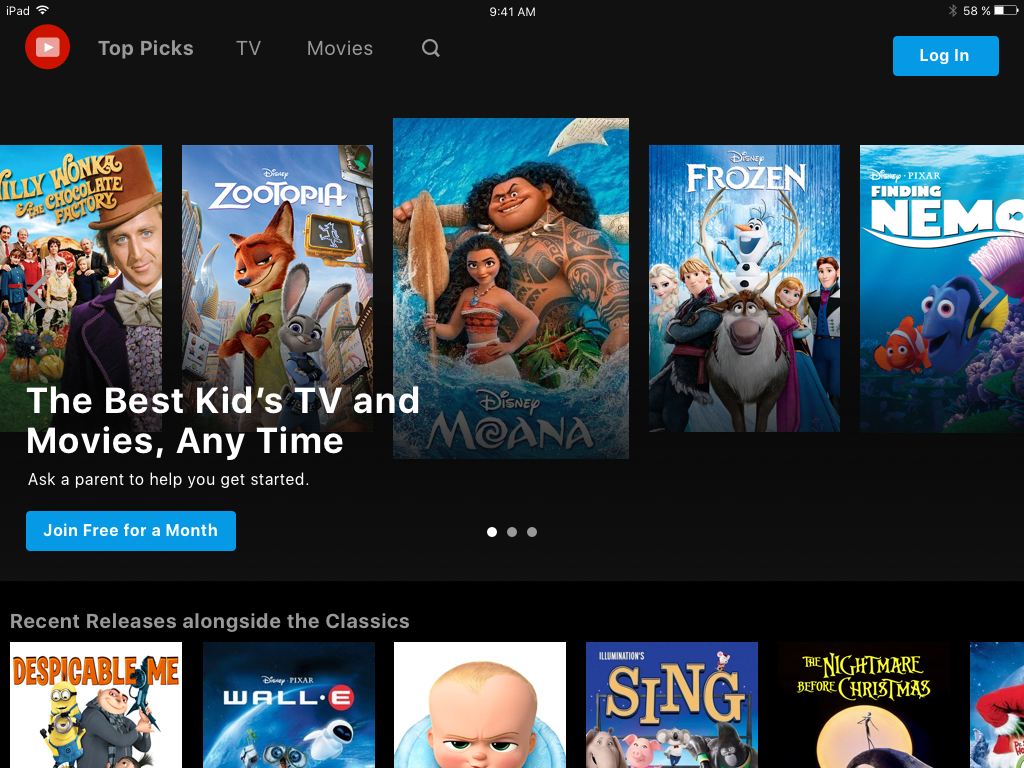 iPad
9:41 AM
58 %
Top Picks
TV
Movies
Log In
WILLY WONKA
& THE CHOCOLATE
FACTORY
Disney
ZOOTOPIA
Disney
MOANA
Disney
FROZEN
Disney · PIXAR
FINDING
NEMO
The Best Kid’s TV and
Movies, Any Time
Ask a parent to help you get started.
Join Free for a Month
Recent Releases alongside the Classics
DESPICABLE ME
Disney · PIXAR
WALL·E
ILLUMINATION'S
SING
THE NIGHTMARE
BEFORE CHRISTMAS